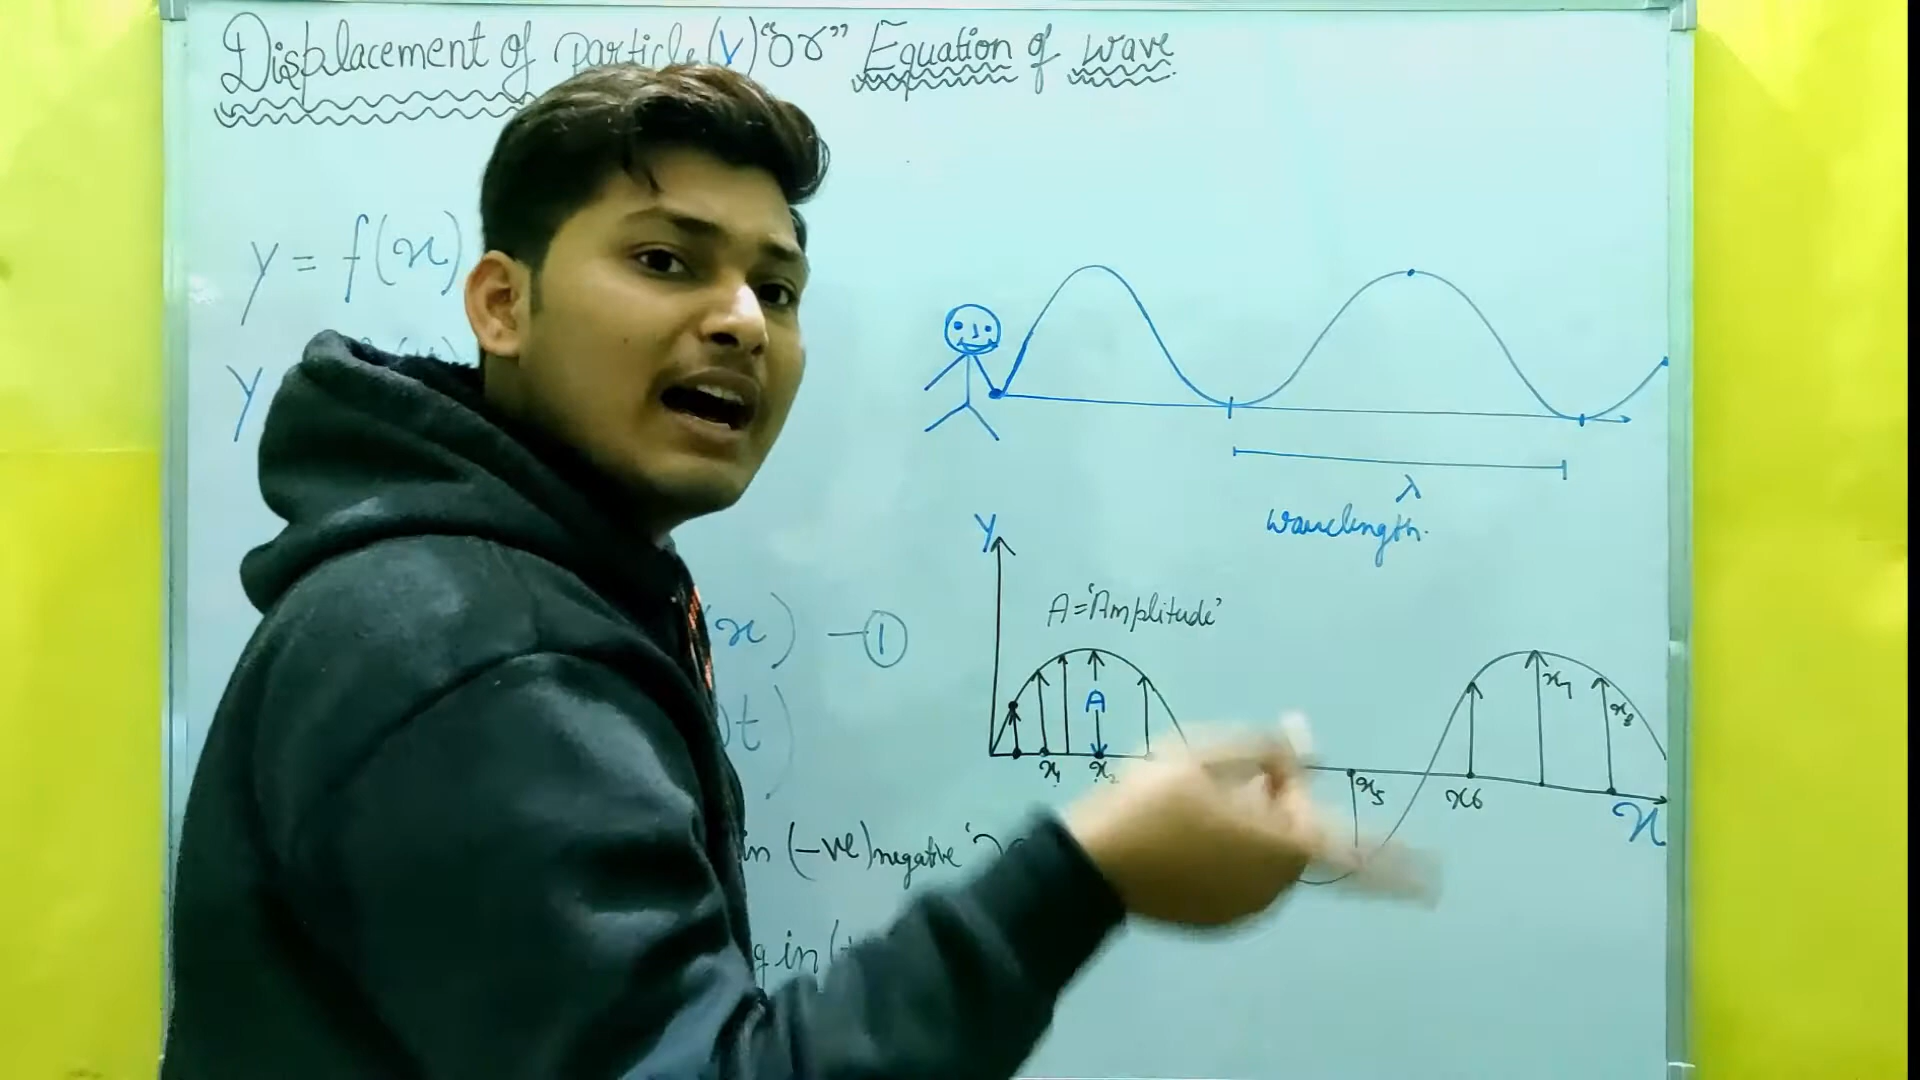 Displacement of Particle (y) "or" Equation of wave
y = f(x)
y
λ
wavelength.
y
A = 'Amplitude'
x) — 1
A
x7
x8
t)
x1 x2
x5
x6
x
in (-ve) negative
in (